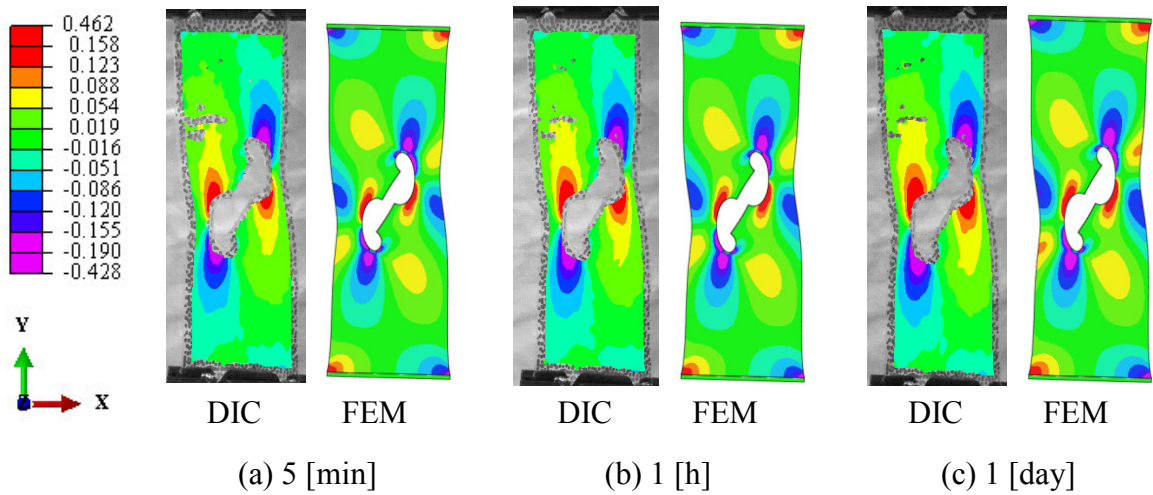 0.462
0.158
0.123
0.088
0.054
0.019
-0.016
-0.051
-0.086
-0.120
-0.155
-0.190
-0.428
Y
Z
X
DIC FEM DIC FEM DIC FEM
(a) 5 [min] (b) 1 [h] (c) 1 [day]